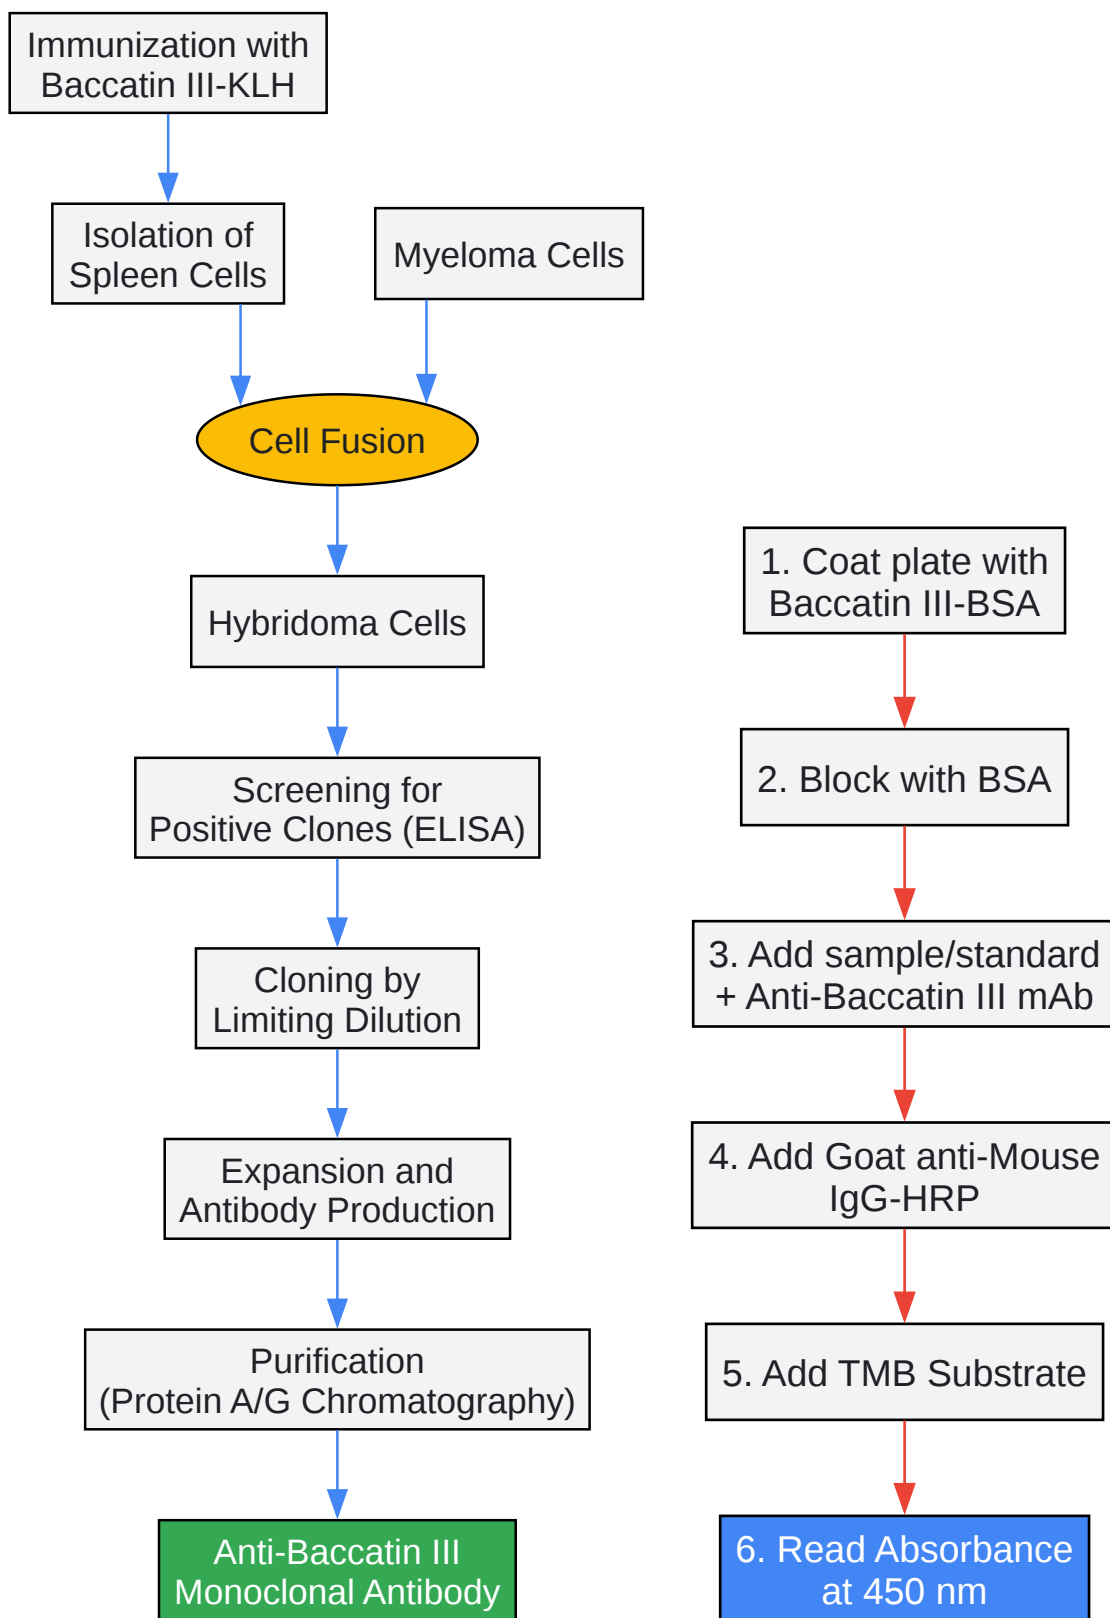 Immunization with
Baccatin III-KLH
Isolation of
Spleen Cells
Myeloma Cells
Cell Fusion
Hybridoma Cells
Screening for
Positive Clones (ELISA)
Cloning by
Limiting Dilution
Expansion and
Antibody Production
Purification
(Protein A/G Chromatography)
Anti-Baccatin III
Monoclonal Antibody
1. Coat plate with
Baccatin III-BSA
2. Block with BSA
3. Add sample/standard
+ Anti-Baccatin III mAb
4. Add Goat anti-Mouse
IgG-HRP
5. Add TMB Substrate
6. Read Absorbance
at 450 nm